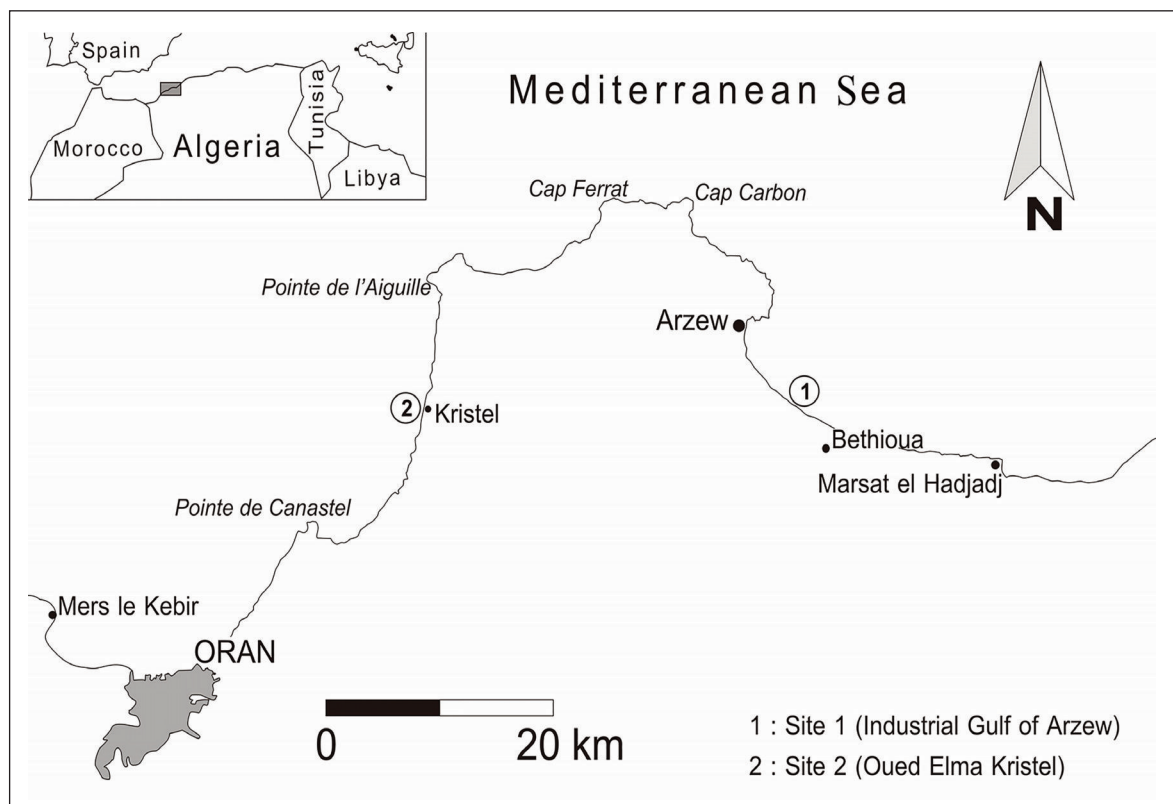 Spain
Morocco
Algeria
Tunisia
Libya
Mediterranean Sea
N
Cap Ferrat
Cap Carbon
Pointe de l'Aiguille
Arzew
1
2
Kristel
Bethioua
Marsat el Hadjadj
Pointe de Canastel
Mers le Kebir
ORAN
0
20 km
1 : Site 1 (Industrial Gulf of Arzew)
2 : Site 2 (Oued Elma Kristel)